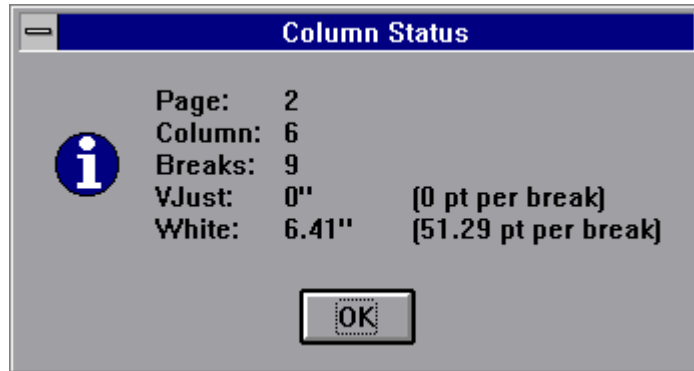 Column Status
Page: 2
Column: 6
Breaks: 9
VJust: 0" (0 pt per break)
White: 6.41" (51.29 pt per break)
OK